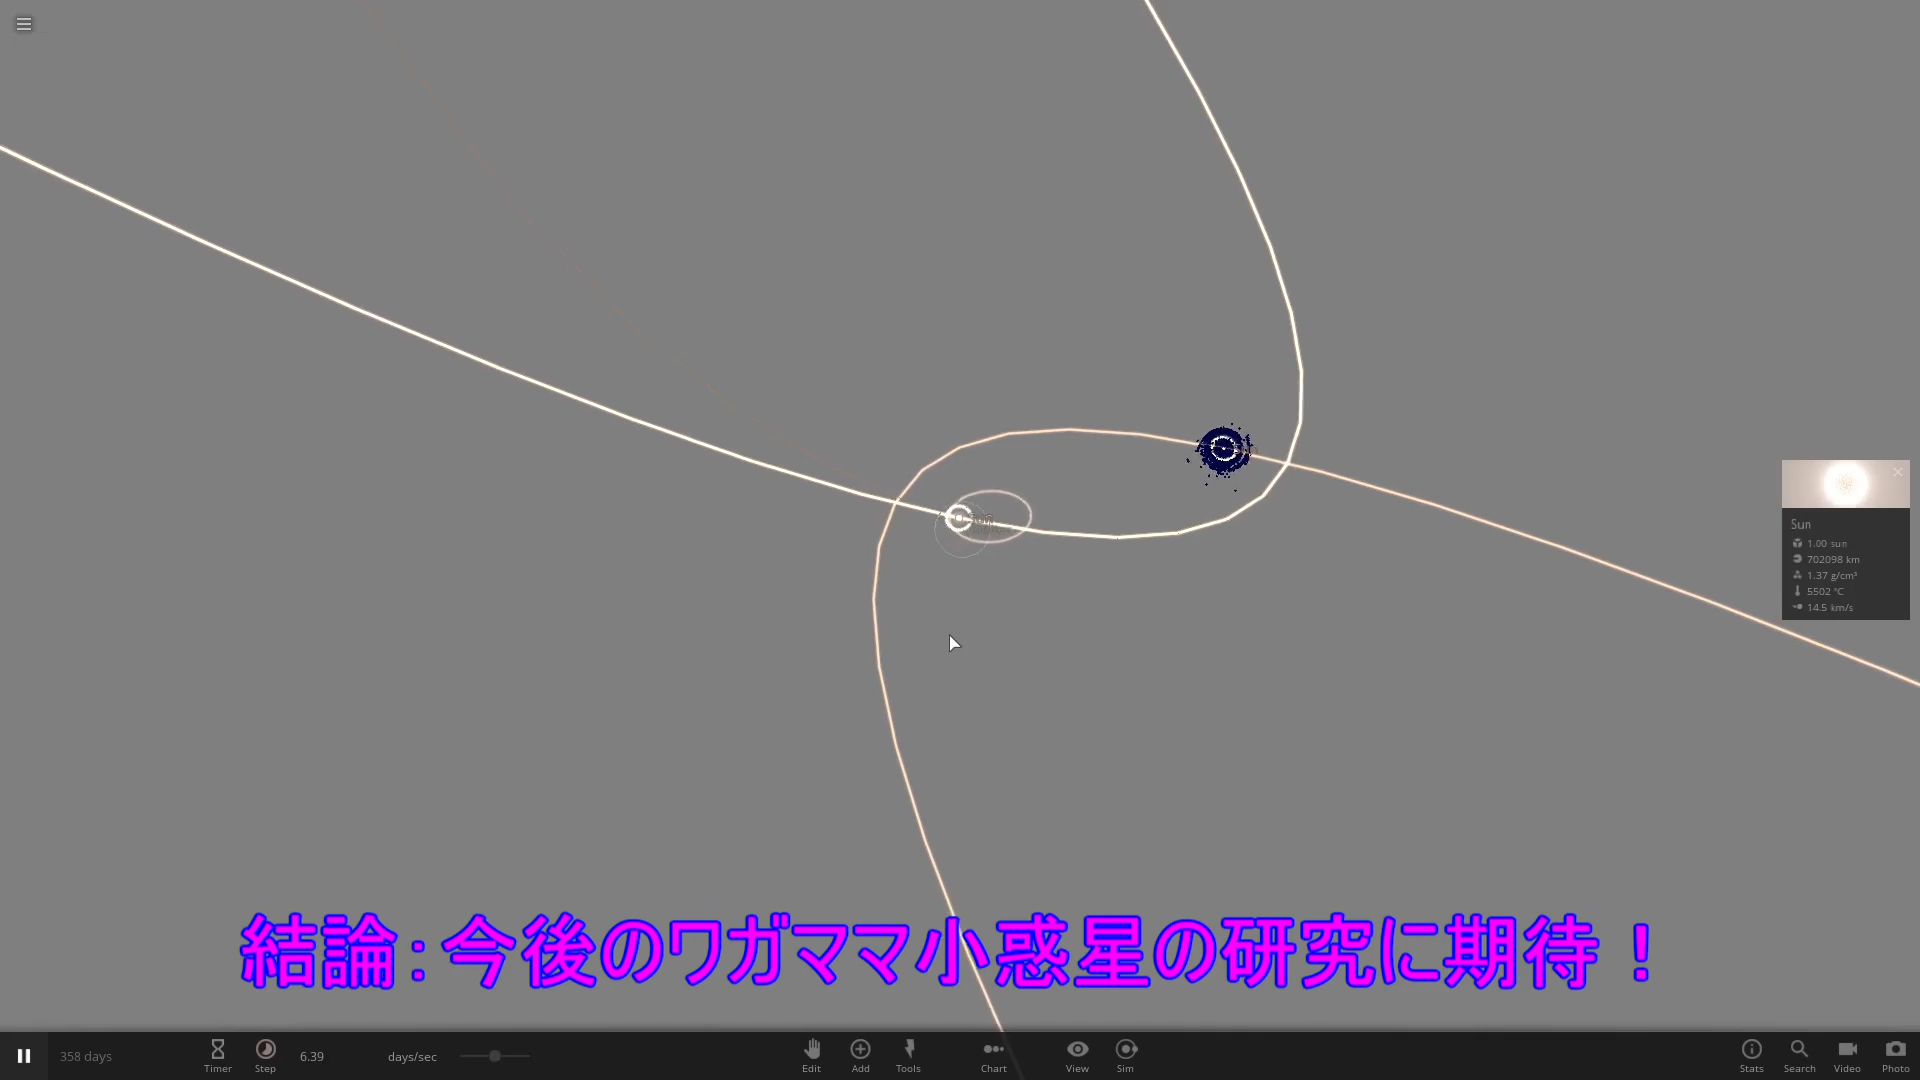 Sun
1.00 sun
702098 km
1.37 g/cm³
5502 °C
14.5 km/s
結論：今後のワガママ小惑星の研究に期待！
358 days
Timer
Step
6.39
days/sec
Edit
Add
Tools
Chart
View
Sim
Stats
Search
Video
Photo